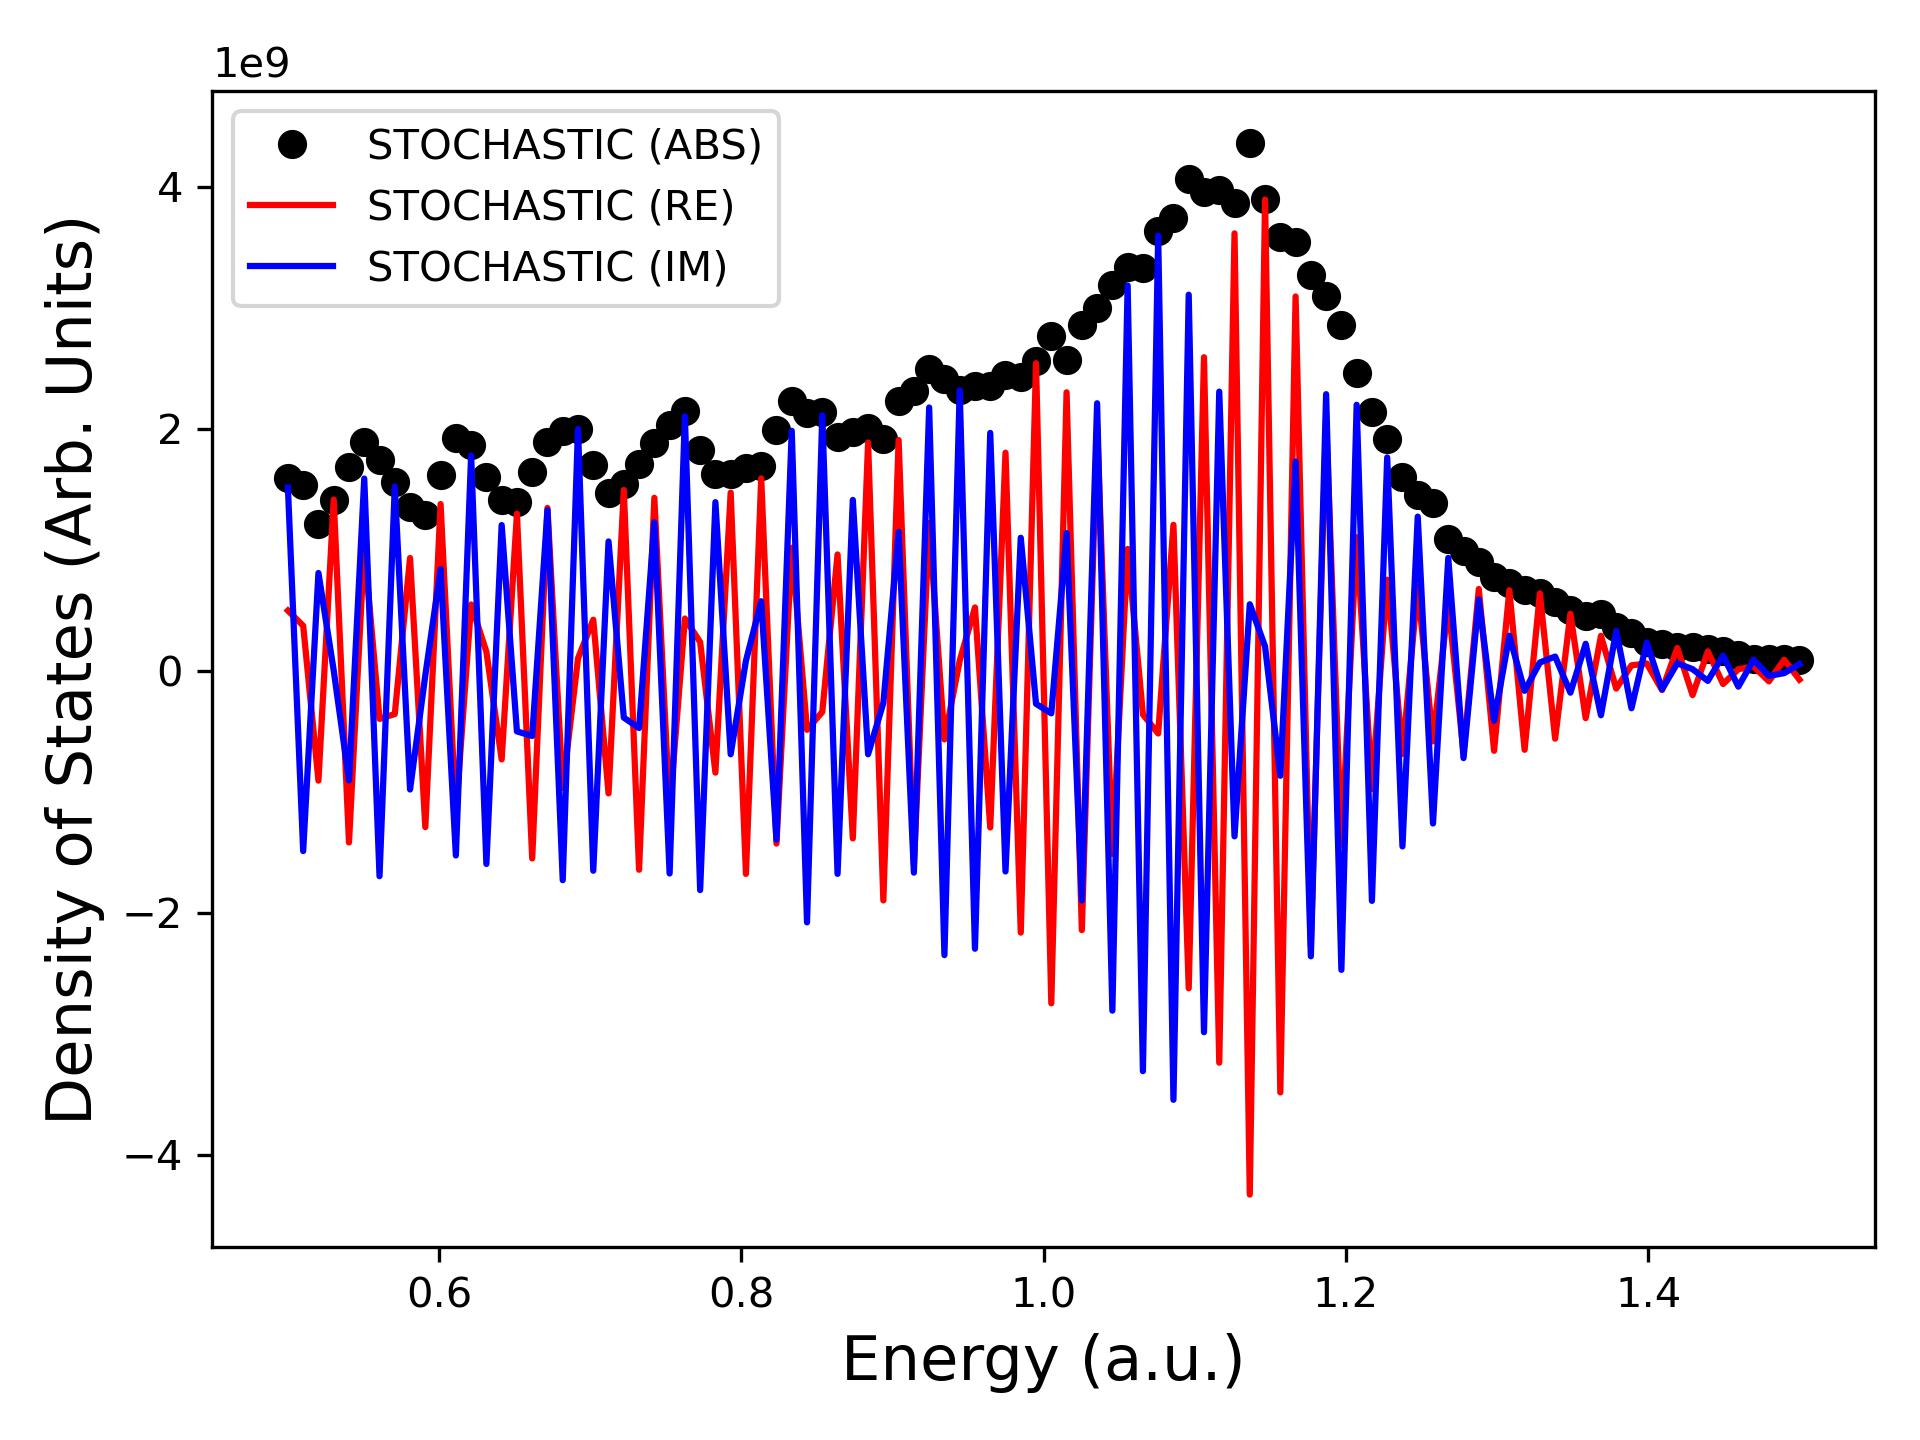 1e9
STOCHASTIC (ABS)
STOCHASTIC (RE)
STOCHASTIC (IM)
Density of States (Arb. Units)
4
2
0
−2
−4
0.6 0.8 1.0 1.2 1.4
Energy (a.u.)